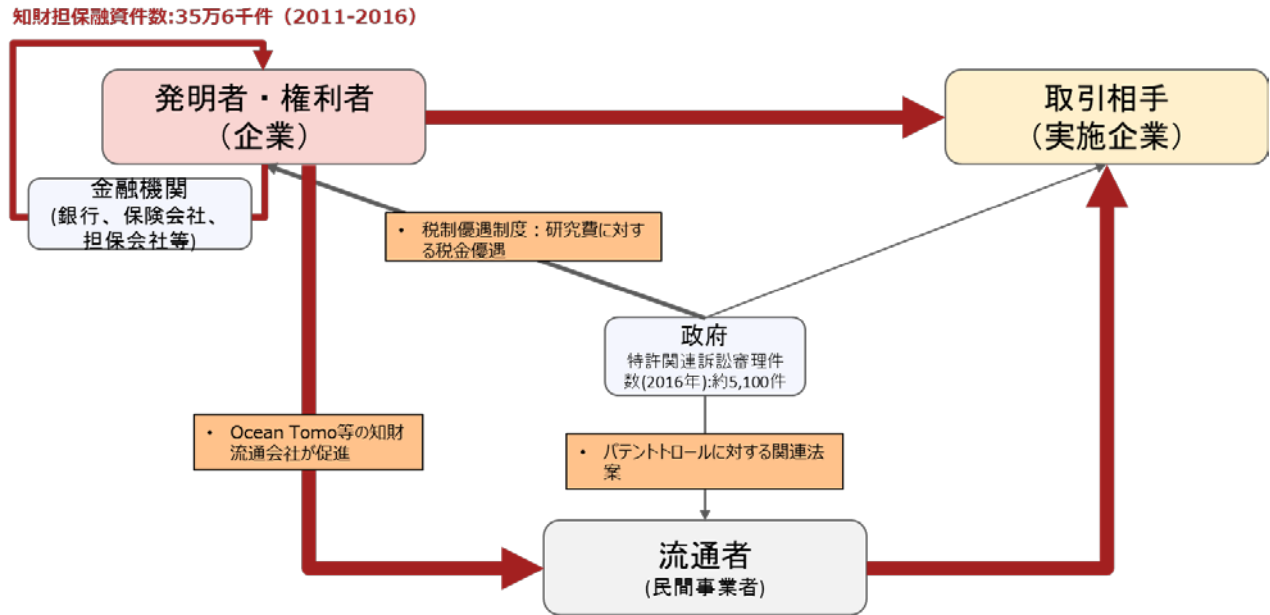 知財担保融資件数:35万6千件（2011-2016）
発明者・権利者
（企業）
取引相手
（実施企業）
金融機関
(銀行、保険会社、
担保会社等)
• 税制優遇制度：研究費に対す
る税金優遇
政府
特許関連訴訟審理件
数(2016年):約5,100件
• Ocean Tomo等の知財
流通会社が促進
• パテントトロールに対する関連法
案
流通者
(民間事業者)